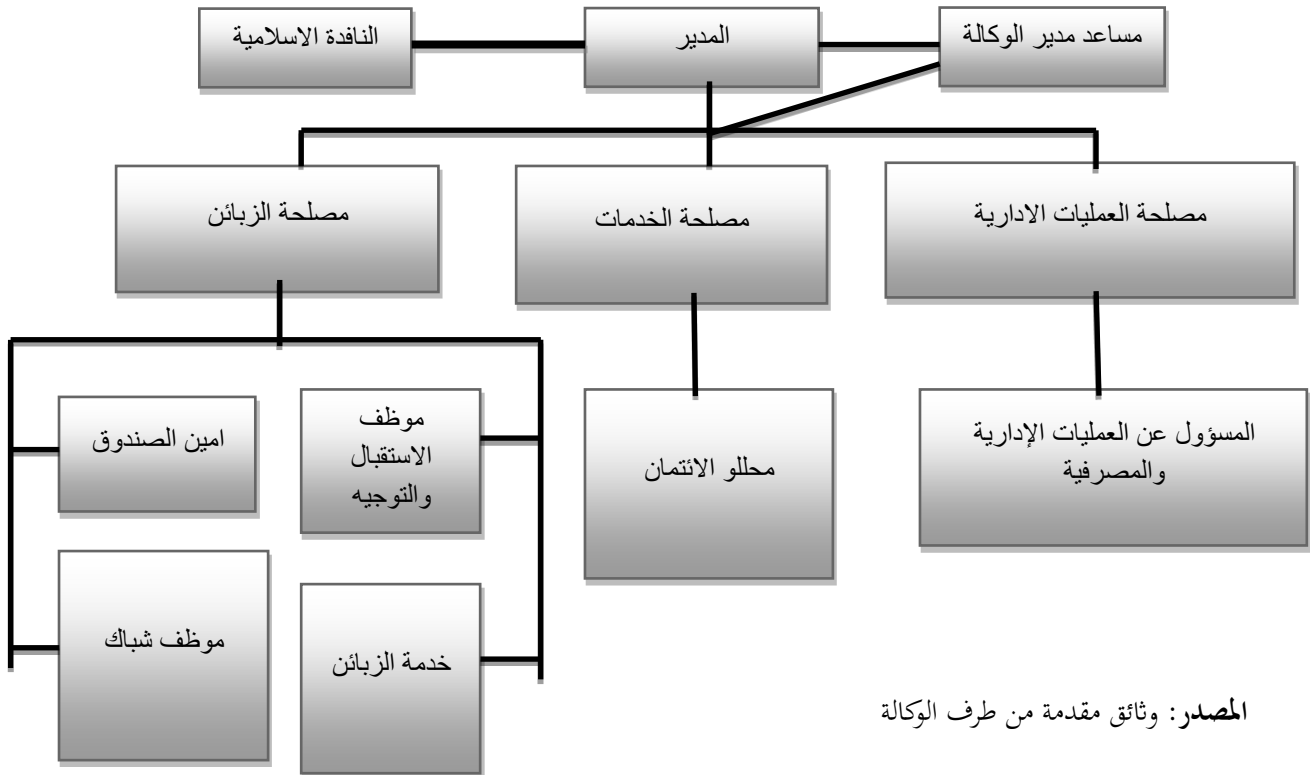 مساعد مدير الوكالة
المدير
النافدة الاسلامية
مصلحة العمليات الادارية
مصلحة الخدمات
مصلحة الزبائن
المسؤول عن العمليات الإدارية
والمصرفية
محللو الائتمان
موظف
الاستقبال
والتوجيه
امين الصندوق
خدمة الزبائن
موظف شباك
المصدر: وثائق مقدمة من طرف الوكالة